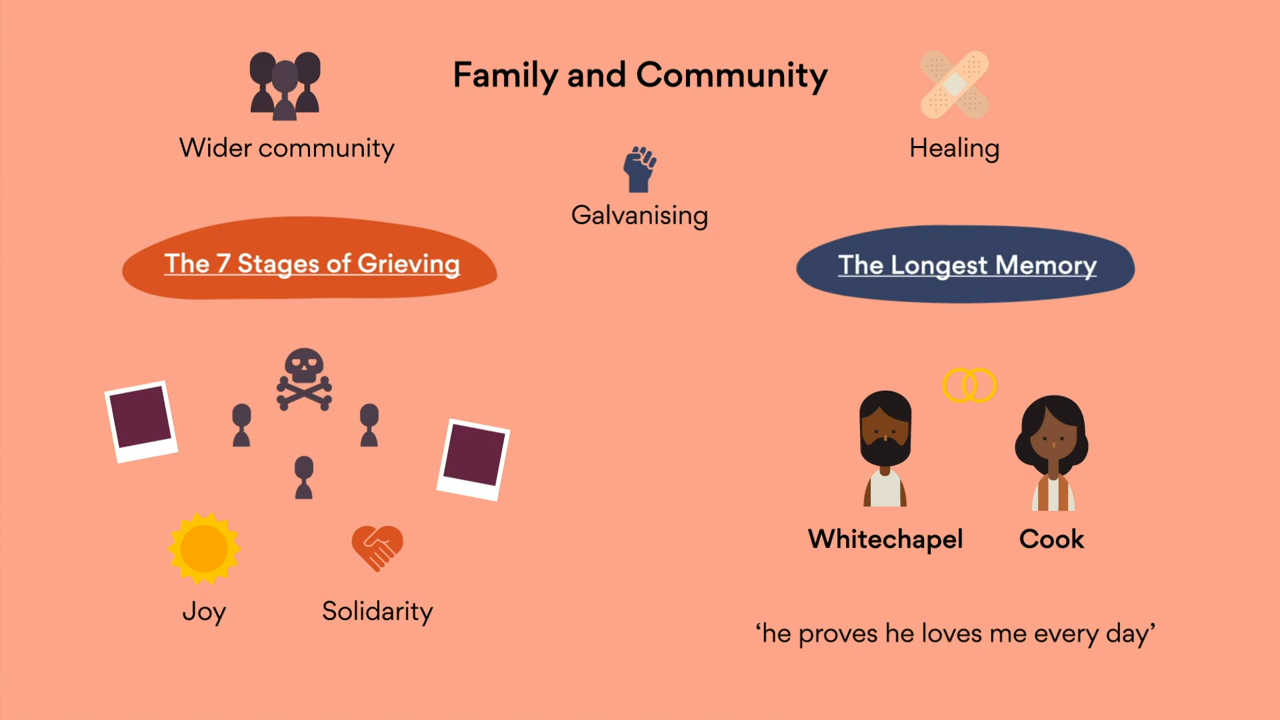 Family and Community
Wider community
Healing
Galvanising
The 7 Stages of Grieving
The Longest Memory
Whitechapel
Cook
Joy
Solidarity
‘he proves he loves me every day’